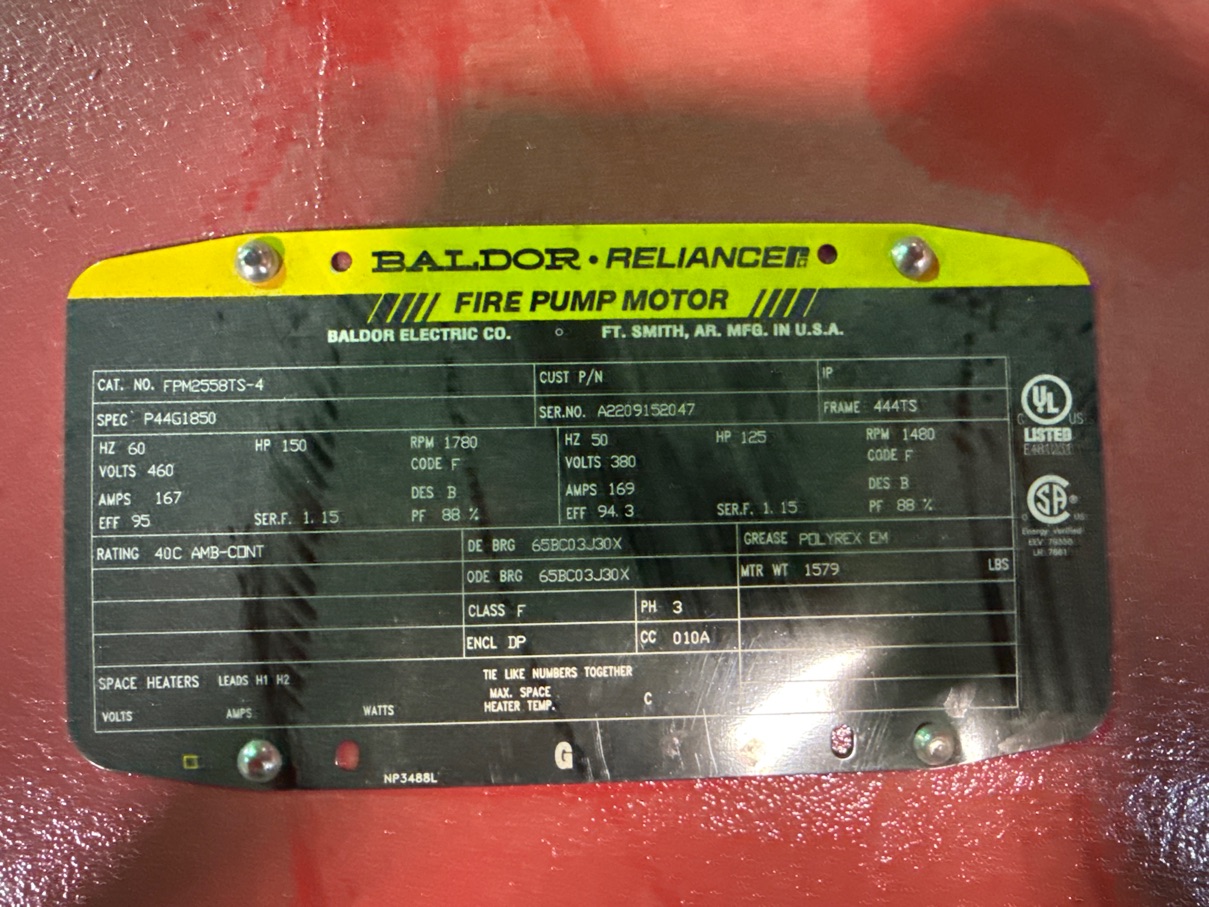 BALDOR • RELIANCE
FIRE PUMP MOTOR
BALDOR ELECTRIC CO. FT. SMITH, AR. MFG. IN U.S.A.
CAT. NO. FPM2558TS-4 CUST P/N IP
SPEC P44G1850 SER.NO. A2209152047 FRAME 444TS
HZ 60 HP 150 RPM 1780 HZ 50 HP 125 RPM 1480
VOLTS 460 CODE F VOLTS 380 CODE F
AMPS 167 DES B AMPS 169 DES B
EFF 95 SER.F. 1.15 PF 88 % EFF 94.3 SER.F. 1.15 PF 88 %
RATING 40C AMB-CONT DE BRG 65BC03J30X GREASE POLYREX EM
ODE BRG 65BC03J30X MTR WT 1579 LBS
CLASS F PH 3
ENCL DP CC 010A
SPACE HEATERS LEADS H1 H2 TIE LIKE NUMBERS TOGETHER
VOLTS AMPS WATTS MAX. SPACE
HEATER TEMP. C
G
NP3488L
C UL US
LISTED
SA
Energy Verified